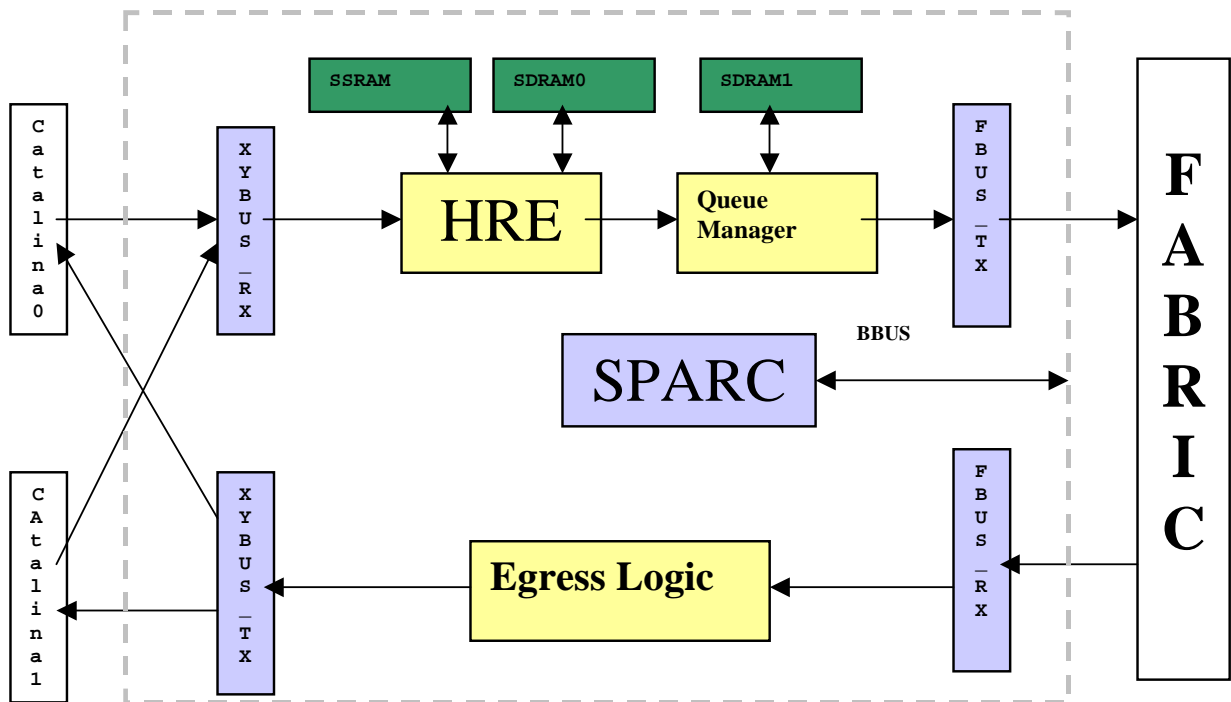 SSRAM
SDRAM0
SDRAM1
Catalina0
XYBUS_RX
HRE
Queue
Manager
FBUS_TX
FABRIC
BBUS
SPARC
CAtalina1
XYBUS_TX
Egress Logic
FBUS_RX